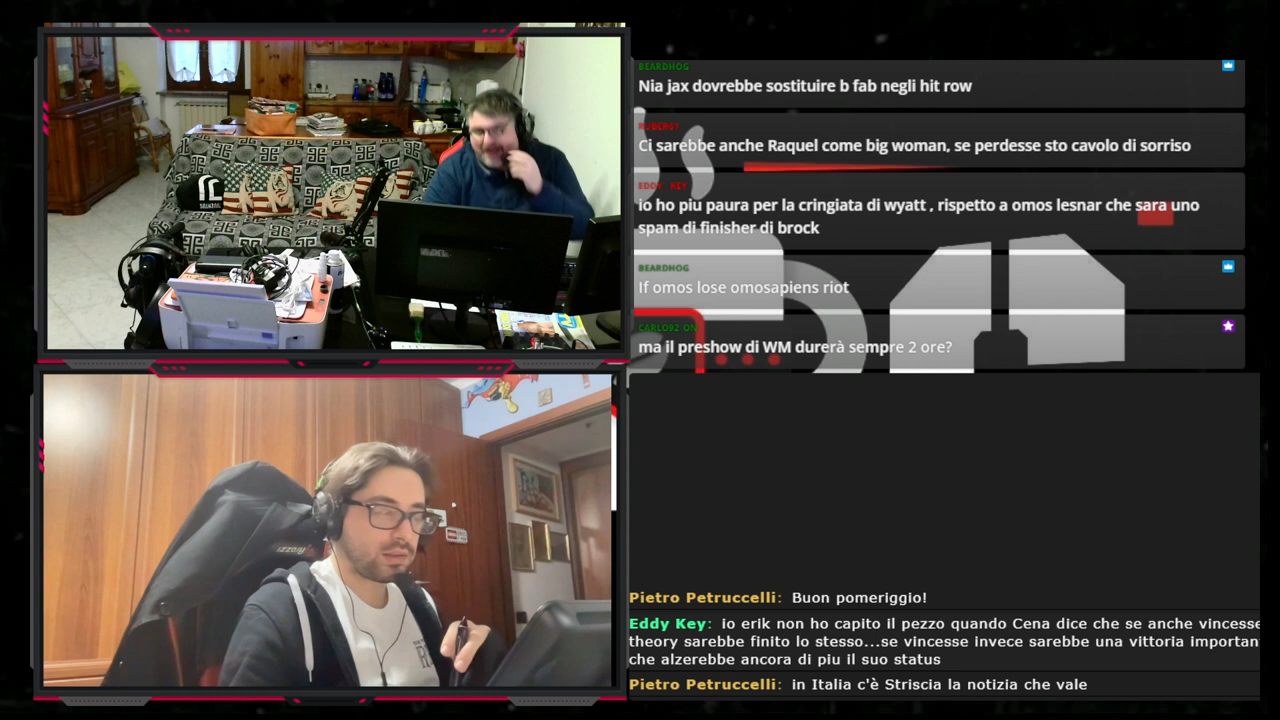 BEARDHOG
Nia jax dovrebbe sostituire b fab negli hit row
Ci sarebbe anche Raquel come big woman, se perdesse sto cavolo di sorriso
EDDY KEY
io ho piu paura per la cringiata di wyatt , rispetto a omos lesnar che sara uno
spam di finisher di brock
BEARDHOG
If omos lose omosapiens riot
CARLO92 ON
ma il preshow di WM durerà sempre 2 ore?
Pietro Petruccelli: Buon pomeriggio!
Eddy Key: io erik non ho capito il pezzo quando Cena dice che se anche vincesse
theory sarebbe finito lo stesso...se vincesse invece sarebbe una vittoria importan
che alzerebbe ancora di piu il suo status
Pietro Petruccelli: in Italia c'è Striscia la notizia che vale